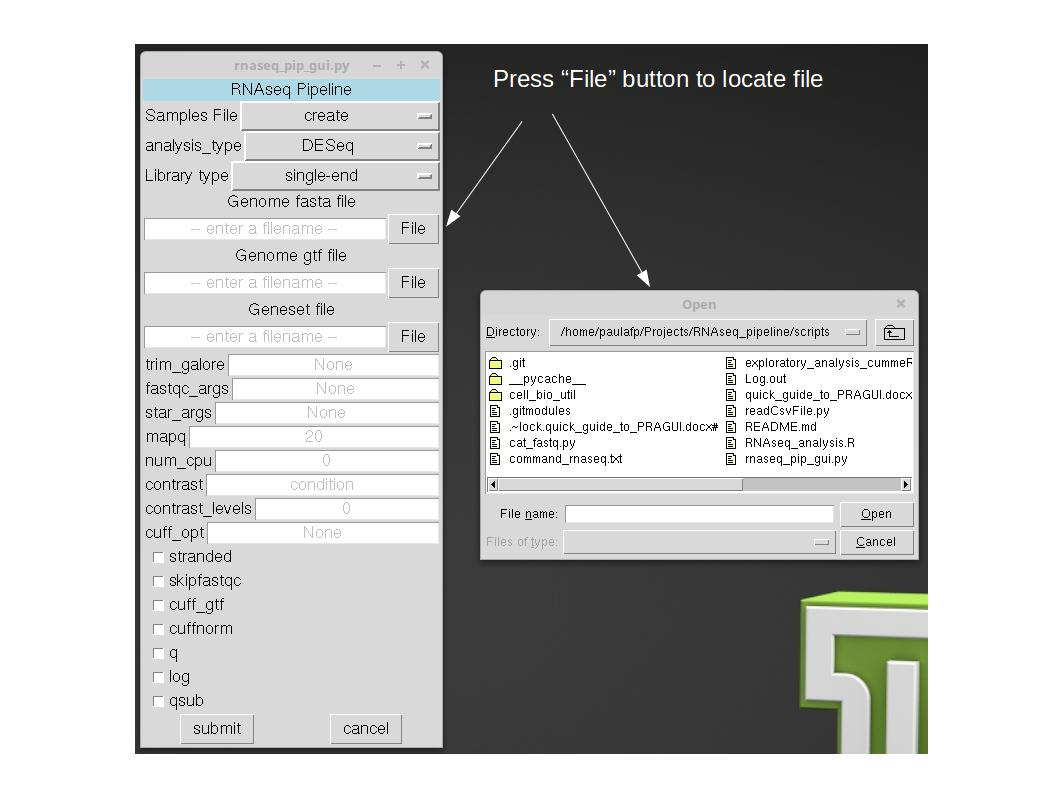 rnaseq_pip_gui.py
RNAseq Pipeline
Samples File create
analysis_type DESeq
Library type single-end
Genome fasta file
-- enter a filename -- File
Genome gtf file
-- enter a filename -- File
Geneset file
-- enter a filename -- File
trim_galore None
fastqc_args None
star_args None
mapq 20
num_cpu 0
contrast condition
contrast_levels 0
cuff_opt None
stranded
skipfastqc
cuff_gtf
cuffnorm
q
log
qsub
submit cancel
Press “File” button to locate file
Open
Directory: /home/paulafp/Projects/RNAseq_pipeline/scripts
.git exploratory_analysis_cummeR
__pycache__ Log.out
cell_bio_util quick_guide_to_PRAGUI.docx
.gitmodules readCsvFile.py
.~lock.quick_guide_to_PRAGUI.docx# README.md
cat_fastq.py RNAseq_analysis.R
command_rnaseq.txt rnaseq_pip_gui.py
File name: Open
Files of type: Cancel